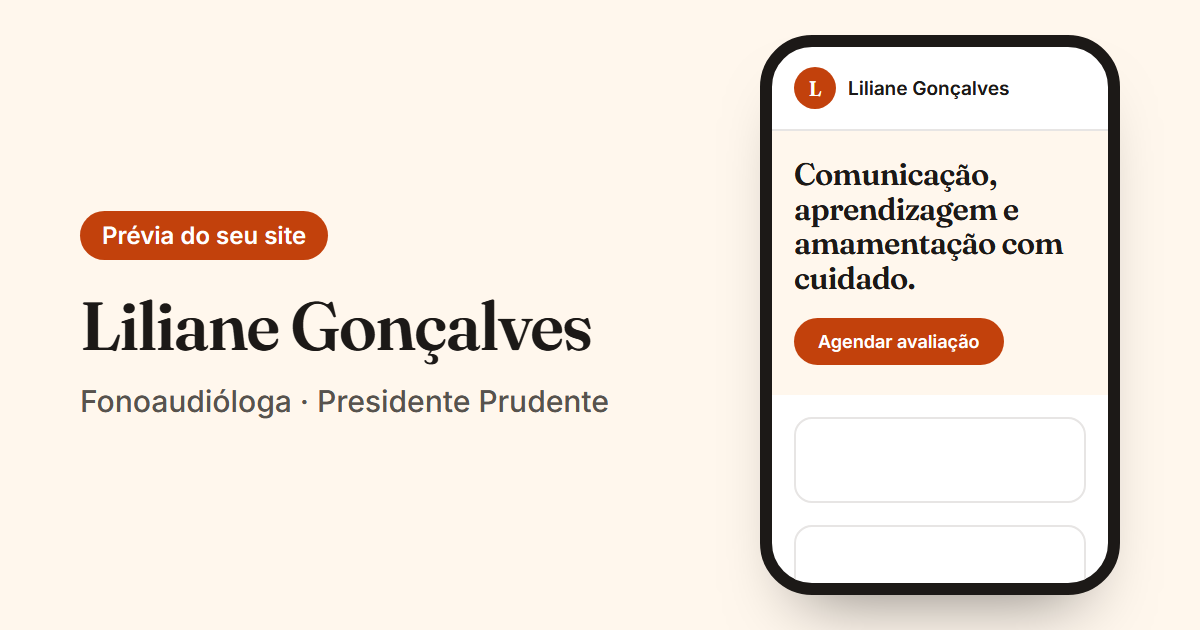 Prévia do seu site
Liliane Gonçalves
Fonoaudióloga · Presidente Prudente
L
Liliane Gonçalves
Comunicação,
aprendizagem e
amamentação com
cuidado.
Agendar avaliação